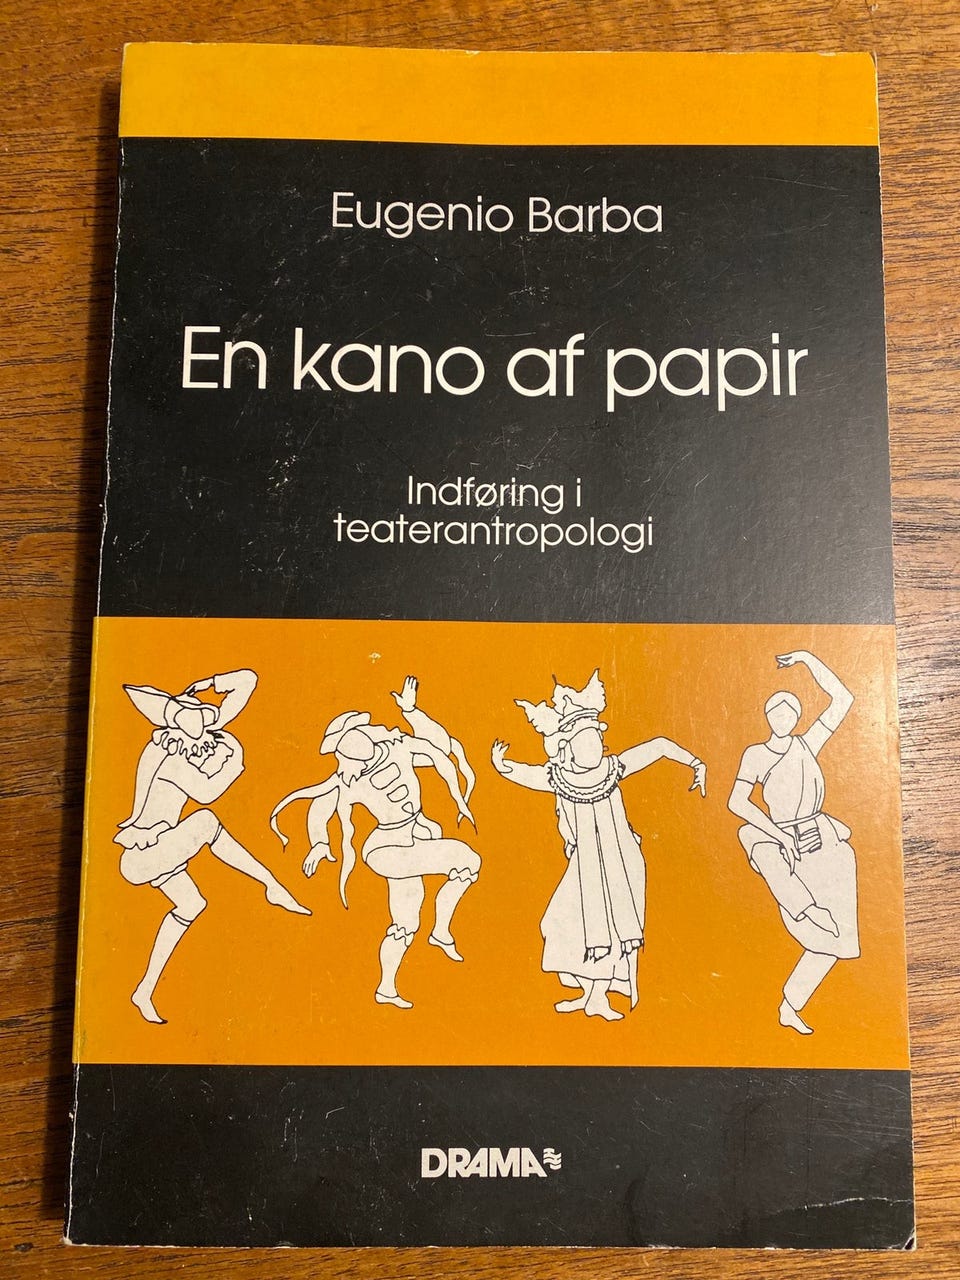 Eugenio Barba
En kano af papir
Indføring i
teaterantropologi
DRAMA